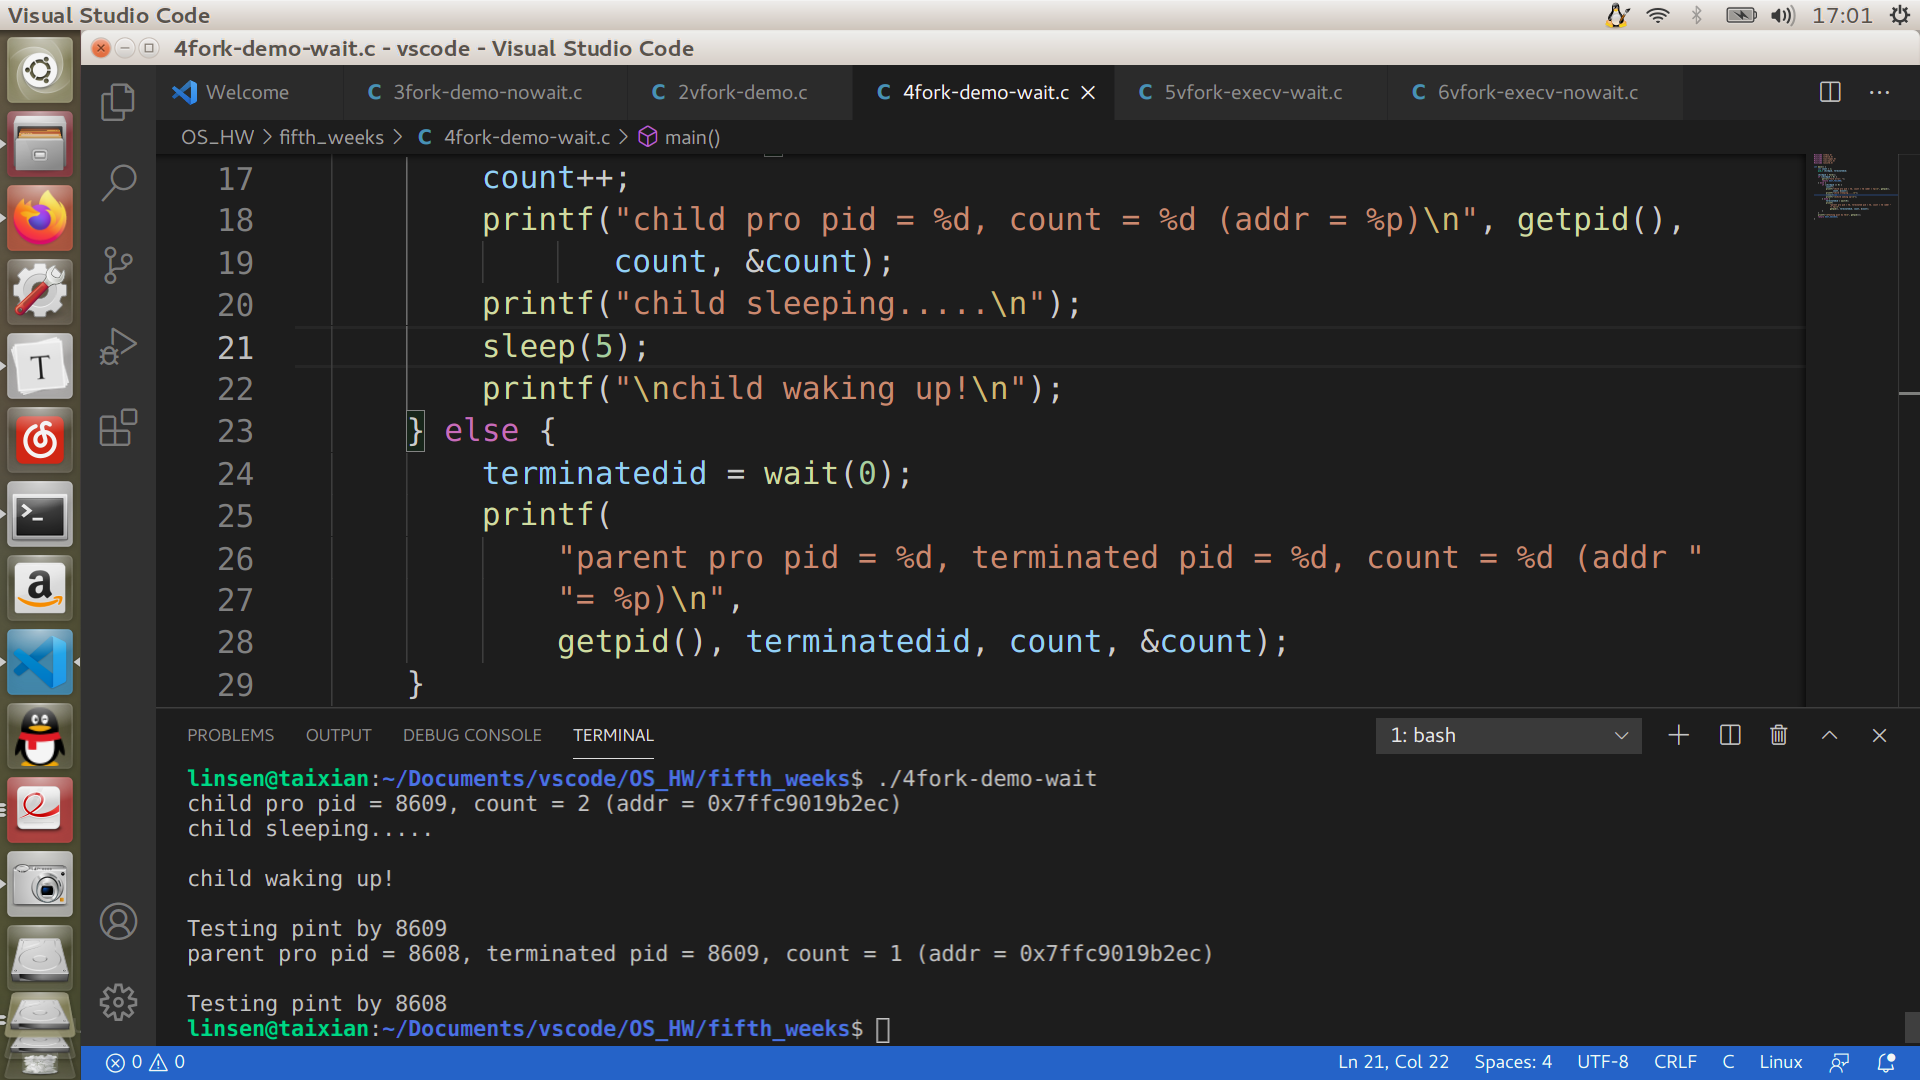 Visual Studio Code
17:01
4fork-demo-wait.c - vscode - Visual Studio Code
Welcome
C 3fork-demo-nowait.c
C 2vfork-demo.c
C 4fork-demo-wait.c
C 5vfork-execv-wait.c
C 6vfork-execv-nowait.c
OS_HW > fifth_weeks > C 4fork-demo-wait.c > main()
17 count++;
18 printf("child pro pid = %d, count = %d (addr = %p)\n", getpid(),
19 count, &count);
20 printf("child sleeping.....\n");
21 sleep(5);
22 printf("\nchild waking up!\n");
23 } else {
24 terminatedid = wait(0);
25 printf(
26 "parent pro pid = %d, terminated pid = %d, count = %d (addr "
27 "= %p)\n",
28 getpid(), terminatedid, count, &count);
29 }
PROBLEMS OUTPUT DEBUG CONSOLE TERMINAL 1: bash
linsen@taixian:~/Documents/vscode/OS_HW/fifth_weeks$ ./4fork-demo-wait
child pro pid = 8609, count = 2 (addr = 0x7ffc9019b2ec)
child sleeping.....
child waking up!
Testing pint by 8609
parent pro pid = 8608, terminated pid = 8609, count = 1 (addr = 0x7ffc9019b2ec)
Testing pint by 8608
linsen@taixian:~/Documents/vscode/OS_HW/fifth_weeks$
0 0 Ln 21, Col 22 Spaces: 4 UTF-8 CRLF C Linux